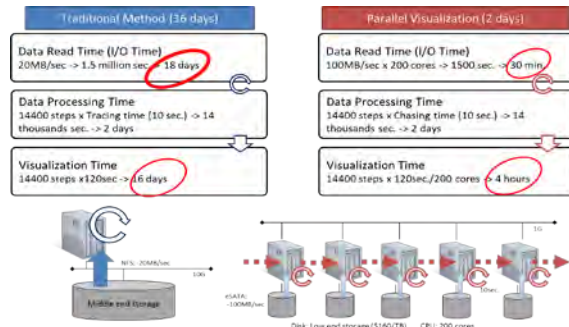 Traditional Method (36 days)
Data Read Time (I/O Time)
20MB/sec -> 1.5 million sec -> 18 days
Data Processing Time
14400 steps x Tracing time (10 sec.) -> 14
thousands sec. -> 2 days
Visualization Time
14400 steps x120sec -> 16 days
NFS: ~20MB/sec
10G
Middle end storage
Parallel Visualization (2 days)
Data Read Time (I/O Time)
100MB/sec x 200 cores -> 1500 sec. -> 30 min
Data Processing Time
14400 steps x Chasing time (10 sec.) -> 14
thousands sec. -> 2 days
Visualization Time
14400 steps x 120sec./200 cores -> 4 hours
1G
10sec.
eSATA:
~100MB/sec
Disk: Low end storage ($160/TB) CPU: 200 cores